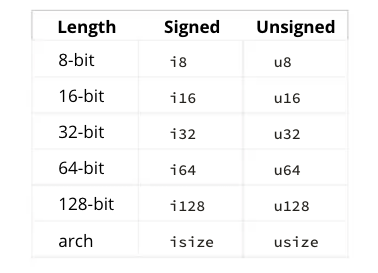 Length Signed Unsigned
8-bit i8 u8
16-bit i16 u16
32-bit i32 u32
64-bit i64 u64
128-bit i128 u128
arch isize usize